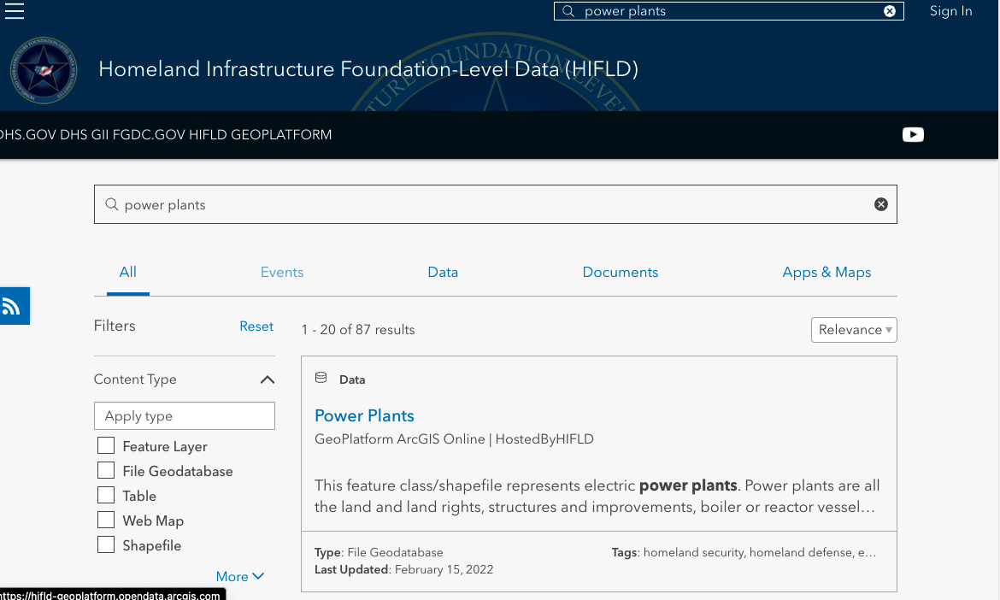 power plants
Sign In
Homeland Infrastructure Foundation-Level Data (HIFLD)
DHS.GOV DHS GII FGDC.GOV HIFLD GEOPLATFORM
power plants
All Events Data Documents Apps & Maps
Filters Reset
1 - 20 of 87 results
Relevance
Content Type
Apply type
Feature Layer
File Geodatabase
Table
Web Map
Shapefile
More
Data
Power Plants
GeoPlatform ArcGIS Online | HostedByHIFLD
This feature class/shapefile represents electric power plants. Power plants are all
the land and land rights, structures and improvements, boiler or reactor vessel…
Type: File Geodatabase
Last Updated: February 15, 2022
Tags: homeland security, homeland defense, e…
https://hifld-geoplatform.opendata.arcgis.com